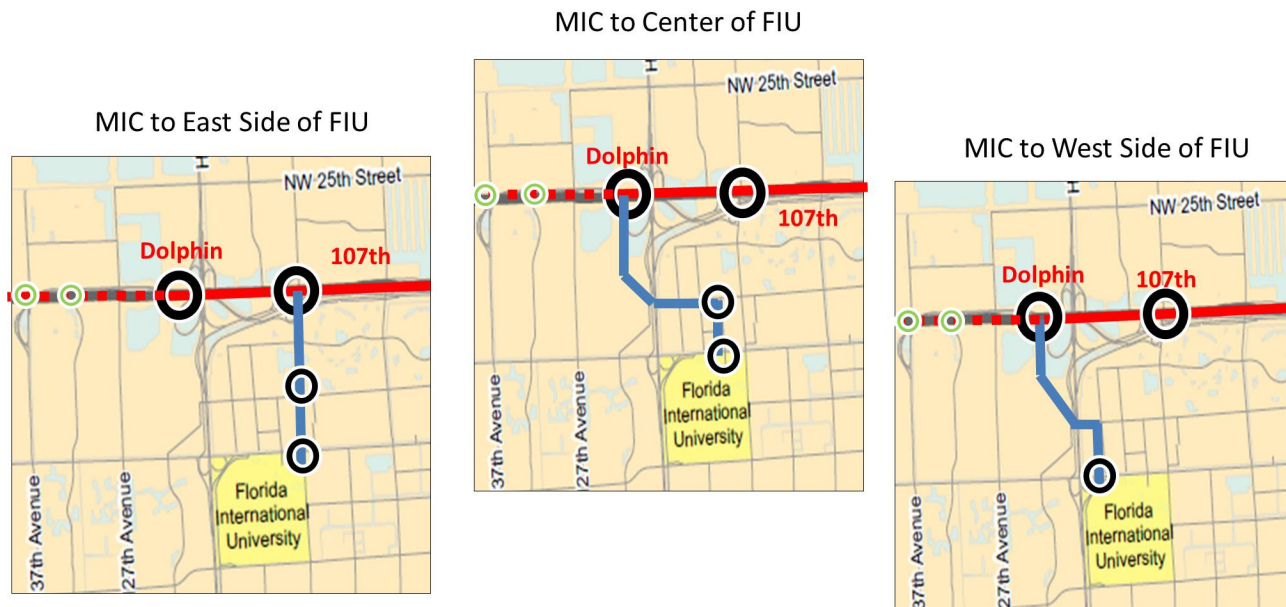 MIC to East Side of FIU
H
NW 25th Street
Dolphin
107th
37th Avenue
27th Avenue
Florida
International
University
MIC to Center of FIU
H
NW 25th Street
Dolphin
107th
37th Avenue
27th Avenue
Florida
International
University
MIC to West Side of FIU
H
NW 25th Street
Dolphin
107th
37th Avenue
27th Avenue
Florida
International
University